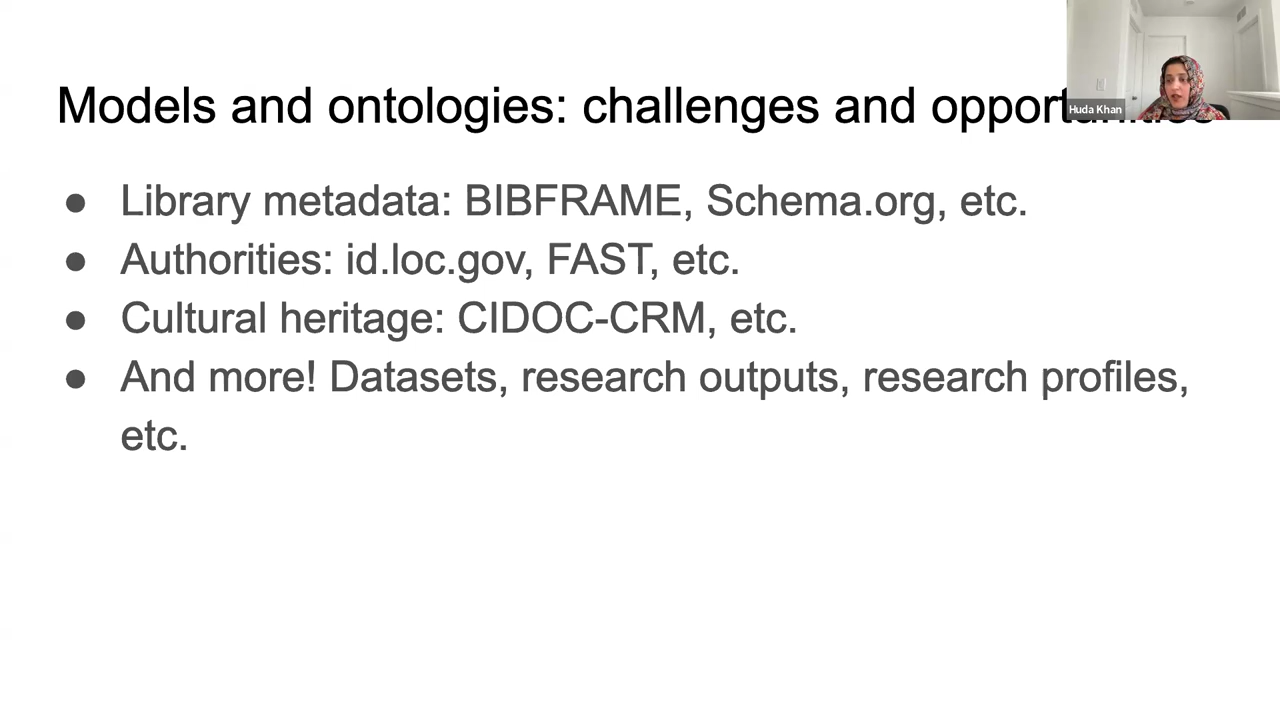 Models and ontologies: challenges and
Huda Khan
● Library metadata: BIBFRAME, Schema.org, etc.
● Authorities: id.loc.gov, FAST, etc.
● Cultural heritage: CIDOC-CRM, etc.
● And more! Datasets, research outputs, research profiles,
etc.